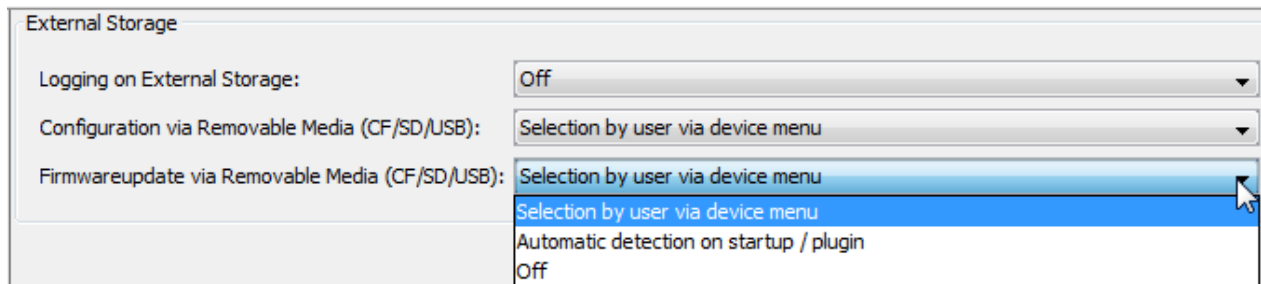 External Storage
Logging on External Storage: Off
Configuration via Removable Media (CF/SD/USB): Selection by user via device menu
Firmwareupdate via Removable Media (CF/SD/USB): Selection by user via device menu
Selection by user via device menu
Automatic detection on startup / plugin
Off